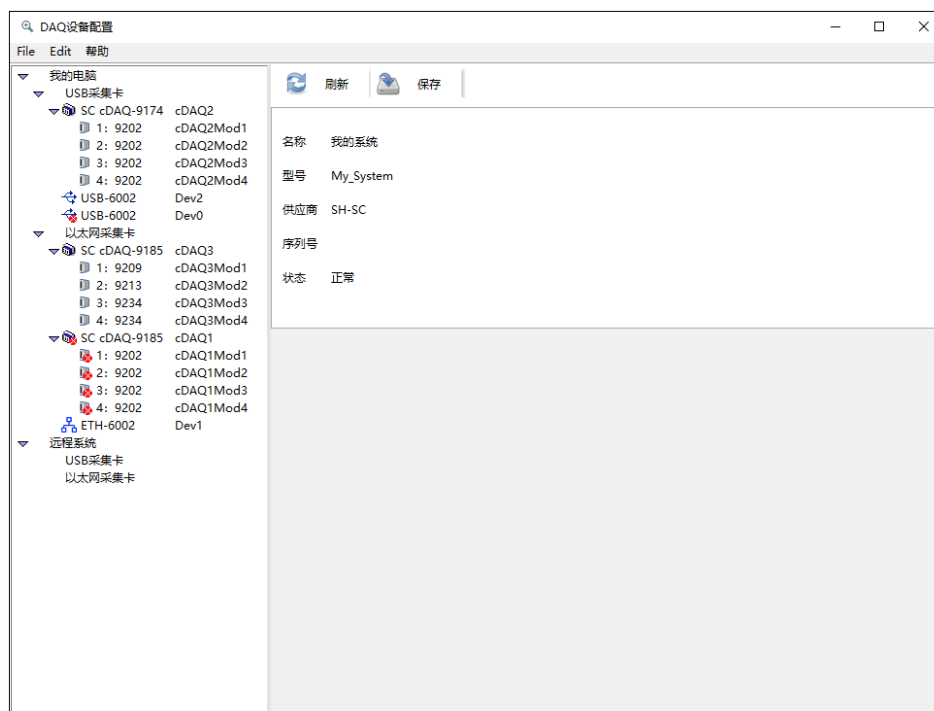 DAQ设备配置
File Edit 帮助
我的电脑
USB采集卡
SC cDAQ-9174 cDAQ2
1: 9202 cDAQ2Mod1
2: 9202 cDAQ2Mod2
3: 9202 cDAQ2Mod3
4: 9202 cDAQ2Mod4
USB-6002 Dev2
USB-6002 Dev0
以太网采集卡
SC cDAQ-9185 cDAQ3
1: 9209 cDAQ3Mod1
2: 9213 cDAQ3Mod2
3: 9234 cDAQ3Mod3
4: 9234 cDAQ3Mod4
SC cDAQ-9185 cDAQ1
1: 9202 cDAQ1Mod1
2: 9202 cDAQ1Mod2
3: 9202 cDAQ1Mod3
4: 9202 cDAQ1Mod4
ETH-6002 Dev1
远程系统
USB采集卡
以太网采集卡
刷新 保存
名称 我的系统
型号 My_System
供应商 SH-SC
序列号
状态 正常